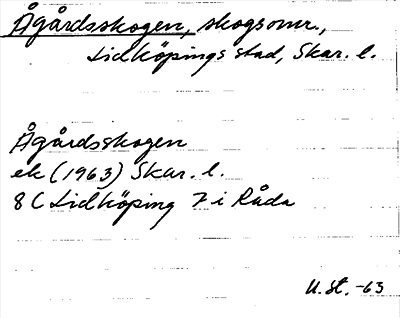 Ågårdsskogen, skogsomr.,
Lidköpings stad, Skar. l.
Ågårdsskogen
ek (1963) Skar. l.
8 C Lidköping 7 i Råda
U. St. -63